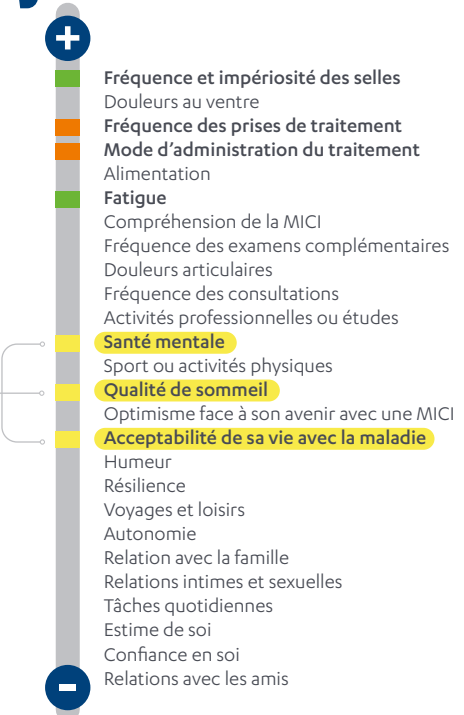 +
Fréquence et impériosité des selles
Douleurs au ventre
Fréquence des prises de traitement
Mode d'administration du traitement
Alimentation
Fatigue
Compréhension de la MICI
Fréquence des examens complémentaires
Douleurs articulaires
Fréquence des consultations
Activités professionnelles ou études
Santé mentale
Sport ou activités physiques
Qualité de sommeil
Optimisme face à son avenir avec une MICI
Acceptabilité de sa vie avec la maladie
Humeur
Résilience
Voyages et loisirs
Autonomie
Relation avec la famille
Relations intimes et sexuelles
Tâches quotidiennes
Estime de soi
Confiance en soi
Relations avec les amis
-